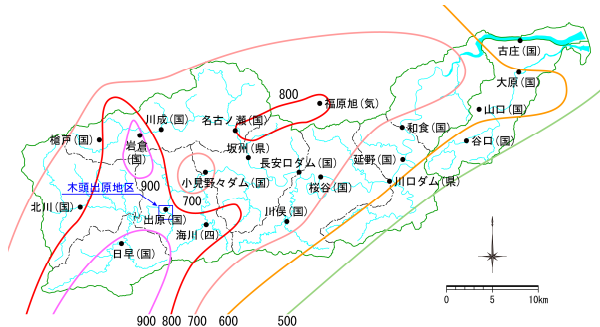 古庄(国)
大原(国)
800
福原旭(気)
山口(国)
川成(国)
名古ノ瀬(国)
和食(国)
槍戸(国)
岩倉
(国)
坂州(県)
谷口(国)
長安口ダム(国)
延野(国)
900
小見野々ダム(国)
桜谷(国)
川口ダム(県)
木頭出原地区
700
北川(国)
出原(国)
川俣(国)
海川(四)
日早(国)
900
800
700
600
500
0
5
10km